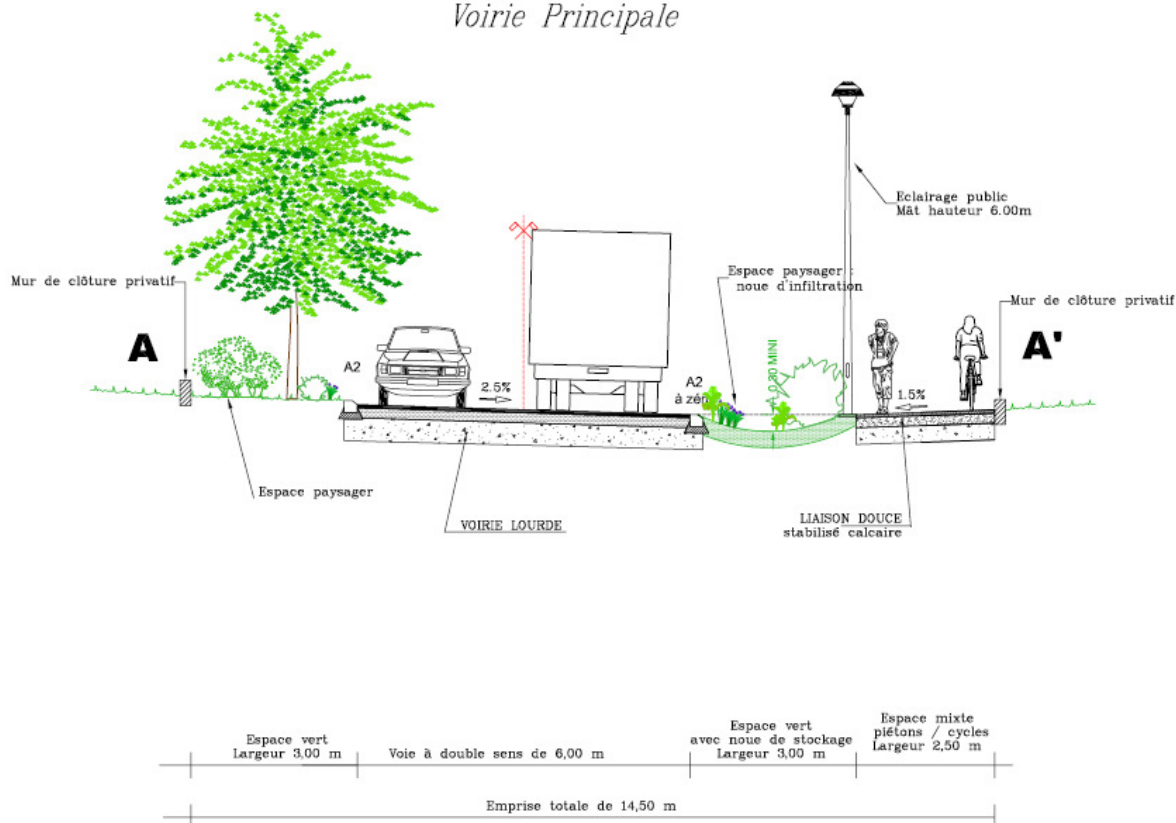 Voirie Principale
Eclairage public
Mât hauteur 6.00m
Mur de clôture privatif
Espace paysager :
noue d'infiltration
Mur de clôture privatif
A
A'
A2
2.5%
0.30 MINI
A2
à zéro
1.5%
Espace paysager
VOIRIE LOURDE
LIAISON DOUCE
stabilisé calcaire
Espace vert
Largeur 3,00 m
Voie à double sens de 6,00 m
Espace vert
avec noue de stockage
Largeur 3,00 m
Espace mixte
piétons / cycles
Largeur 2,50 m
Emprise totale de 14,50 m